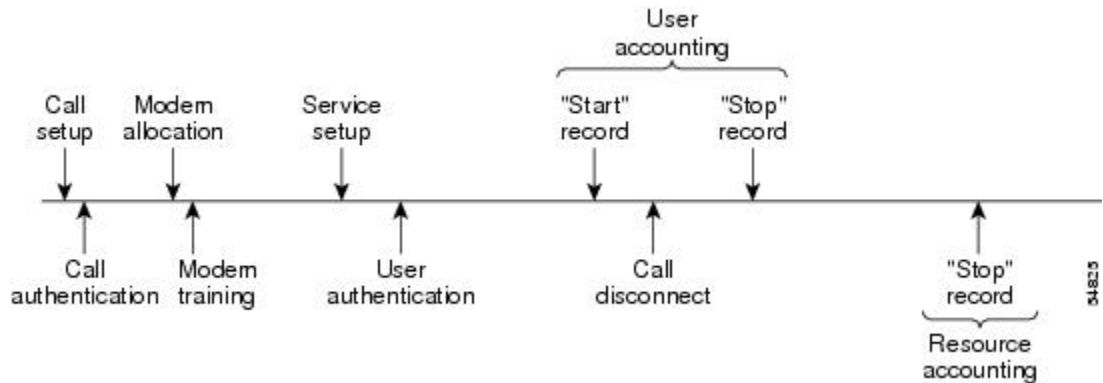 User
accounting
Call
setup
Modem
allocation
Service
setup
"Start"
record
"Stop"
record
Call
authentication
Modem
training
User
authentication
Call
disconnect
"Stop"
record
Resource
accounting
54825